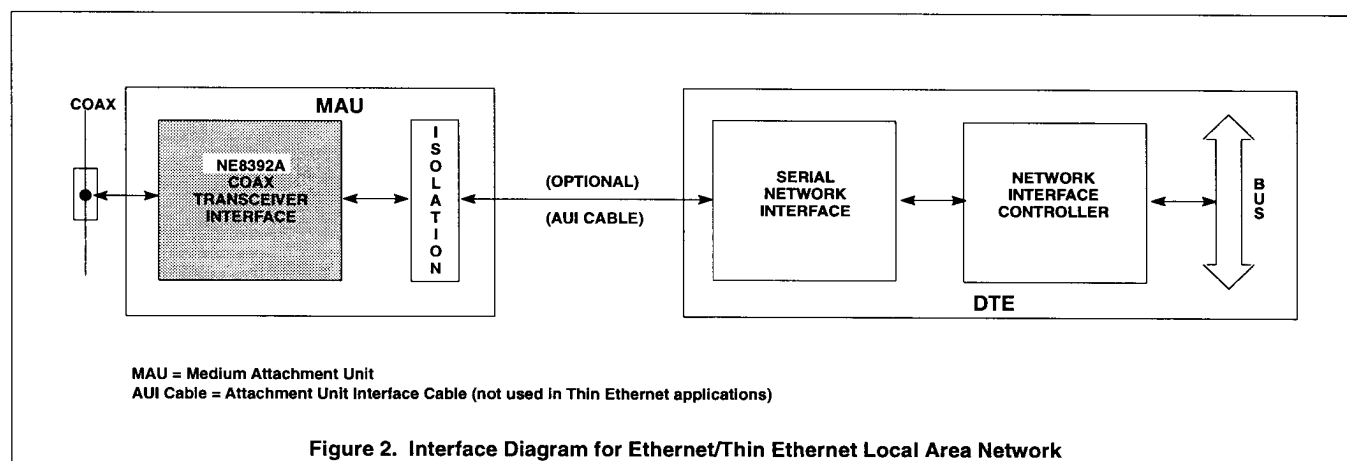 COAX
MAU
NE8392A
COAX
TRANSCEIVER
INTERFACE
ISOLATION
(OPTIONAL)
(AUI CABLE)
SERIAL
NETWORK
INTERFACE
NETWORK
INTERFACE
CONTROLLER
BUS
DTE
MAU = Medium Attachment Unit
AUI Cable = Attachment Unit Interface Cable (not used in Thin Ethernet applications)
Figure 2. Interface Diagram for Ethernet/Thin Ethernet Local Area Network